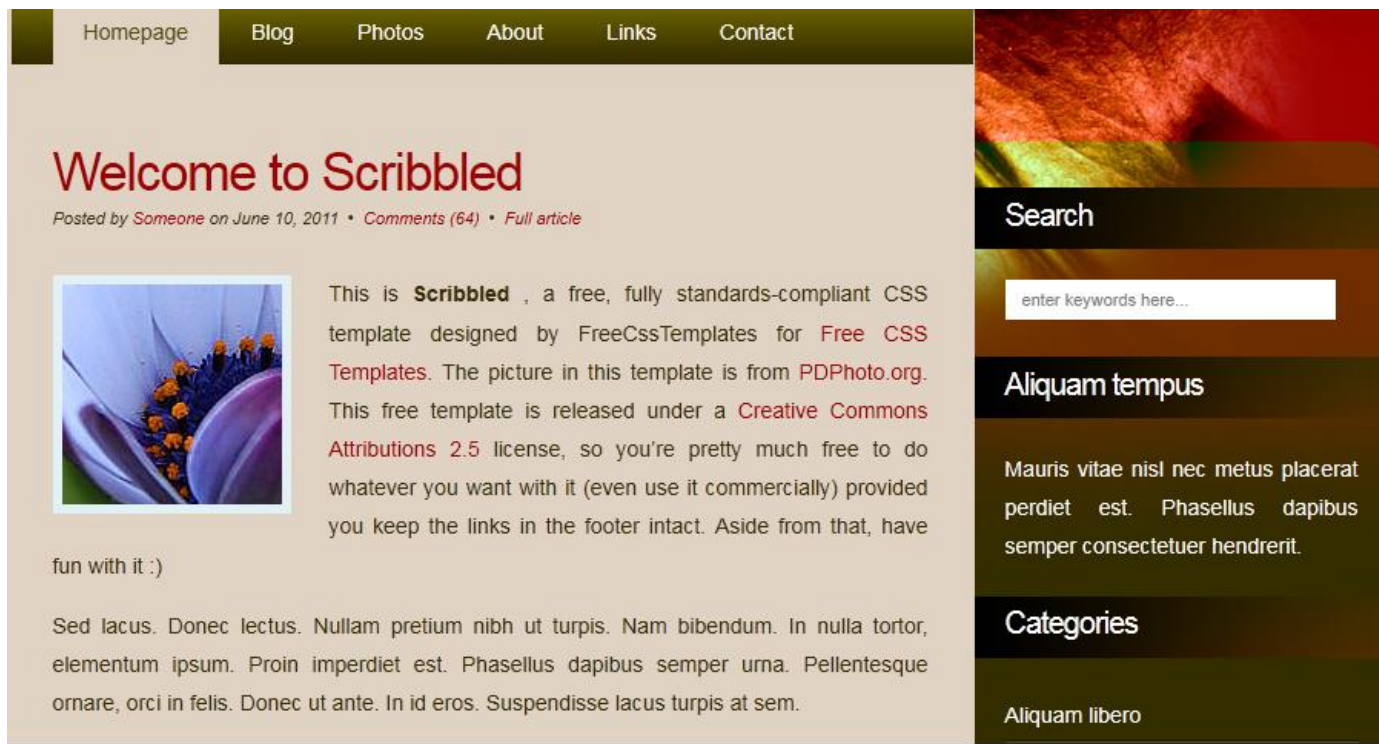 Homepage Blog Photos About Links Contact
Welcome to Scribbled
Posted by Someone on June 10, 2011 • Comments (64) • Full article
This is Scribbled , a free, fully standards-compliant CSS
template designed by FreeCssTemplates for Free CSS
Templates. The picture in this template is from PDPhoto.org.
This free template is released under a Creative Commons
Attributions 2.5 license, so you’re pretty much free to do
whatever you want with it (even use it commercially) provided
you keep the links in the footer intact. Aside from that, have
fun with it :)
Sed lacus. Donec lectus. Nullam pretium nibh ut turpis. Nam bibendum. In nulla tortor,
elementum ipsum. Proin imperdiet est. Phasellus dapibus semper urna. Pellentesque
ornare, orci in felis. Donec ut ante. In id eros. Suspendisse lacus turpis at sem.
Search
enter keywords here...
Aliquam tempus
Mauris vitae nisl nec metus placerat
perdiet est. Phasellus dapibus
semper consectetuer hendrerit.
Categories
Aliquam libero